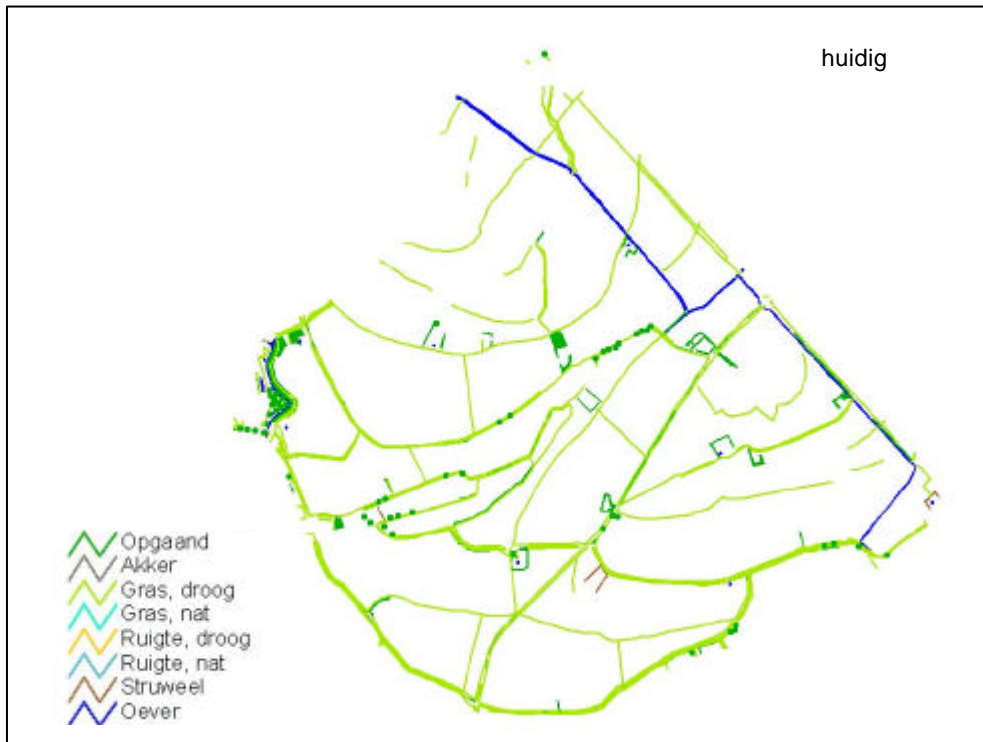 huidig
Opgaand
Akker
Gras, droog
Gras, nat
Ruigte, droog
Ruigte, nat
Struweel
Oever